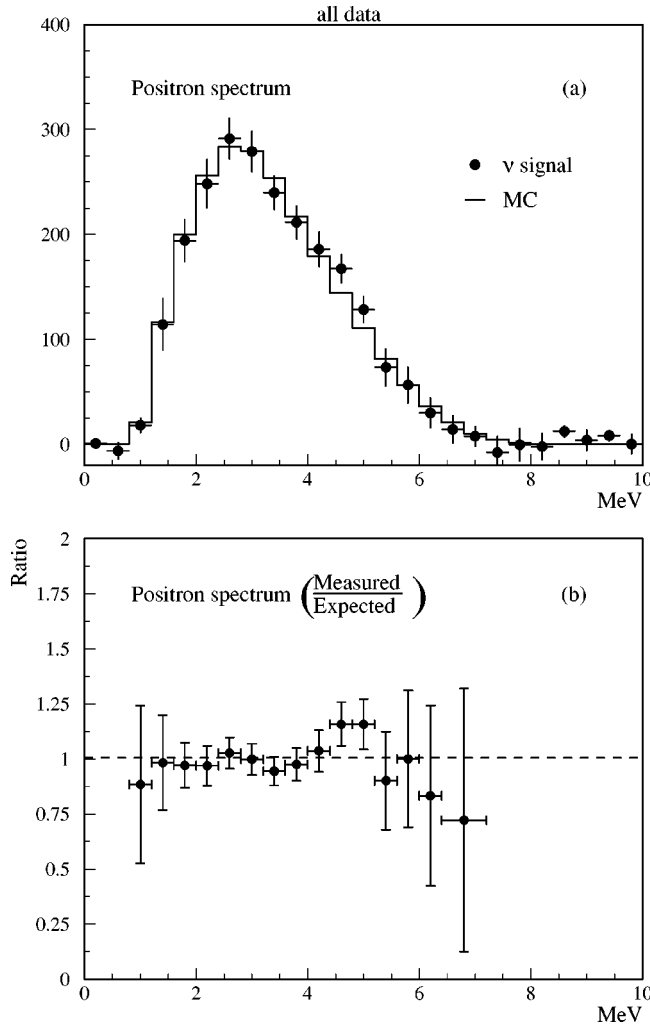 all data
400
Positron spectrum
(a)
300
ν signal
MC
200
100
0
0 2 4 6 8 10
MeV
2
Ratio
Positron spectrum (Measured/Expected)
(b)
1.75
1.5
1.25
1
0.75
0.5
0.25
0
0 2 4 6 8 10
MeV